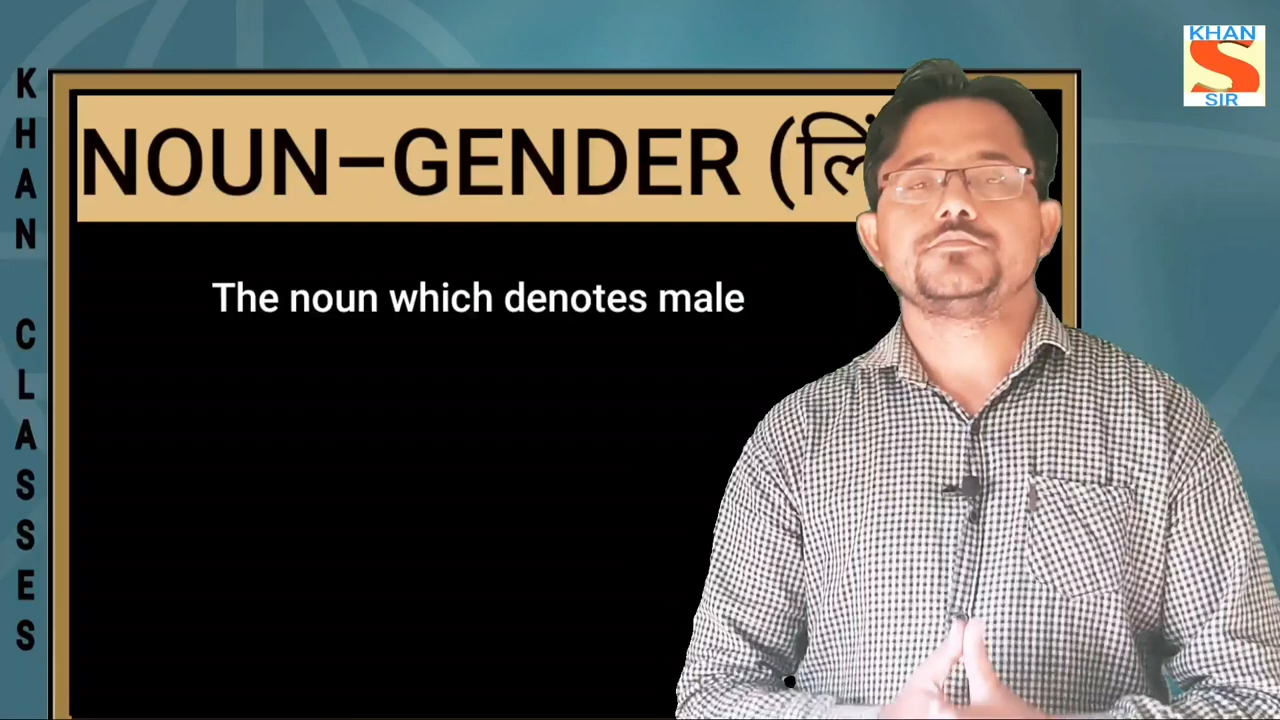 KHAN
SIR
KHAN CLASSES
NOUN–GENDER
The noun which denotes male